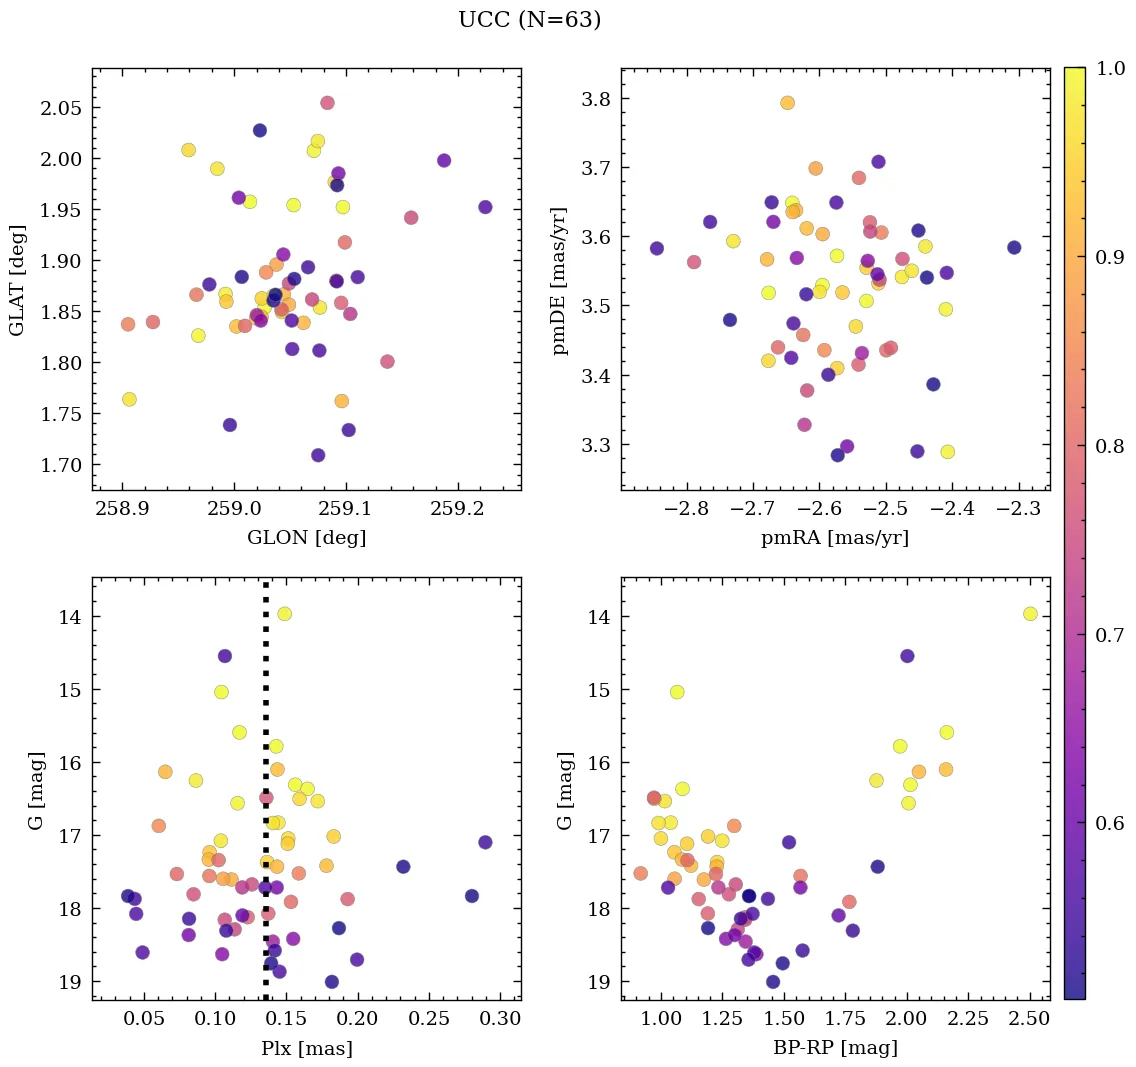 UCC (N=63)
2.05
2.00
1.95
1.90
1.85
1.80
1.75
1.70
GLAT [deg]
258.9 259.0 259.1 259.2
GLON [deg]
3.8
3.7
3.6
3.5
3.4
3.3
pmDE [mas/yr]
−2.8 −2.7 −2.6 −2.5 −2.4 −2.3
pmRA [mas/yr]
14
15
16
17
18
19
G [mag]
0.05 0.10 0.15 0.20 0.25 0.30
Plx [mas]
14
15
16
17
18
19
G [mag]
1.00 1.25 1.50 1.75 2.00 2.25 2.50
BP-RP [mag]
1.0
0.9
0.8
0.7
0.6